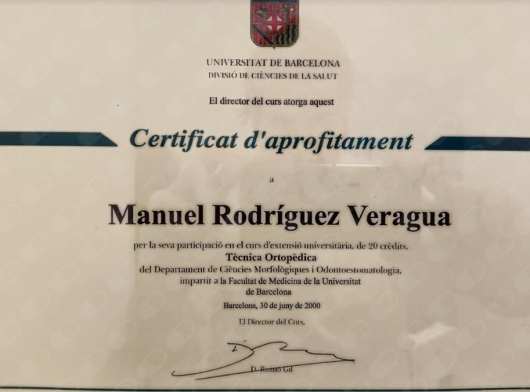 UNIVERSITAT DE BARCELONA
DIVISIÓ DE CIÈNCIES DE LA SALUT
El director del curs atorga aquest
Certificat d'aprofitament
a
Manuel Rodríguez Veragua
per la seva participació en el curs d'extensió universitària, de 20 crèdits,
Tècnica Ortopèdica
del Departament de Ciències Morfològiques i Odontoestomatologia,
impartit a la Facultat de Medicina de la Universitat
de Barcelona
Barcelona, 30 de juny de 2000
El Director del Curs,
D. Gil